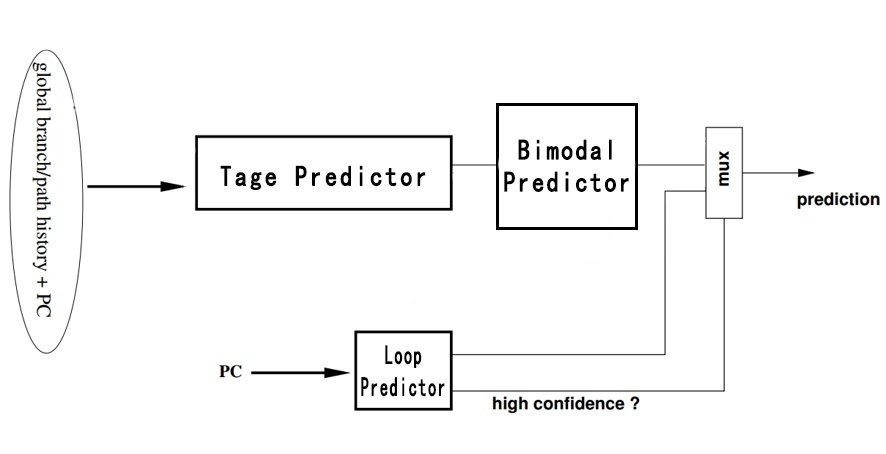 global branch/path history + PC
Tage Predictor
Bimodal
Predictor
mux
prediction
PC
Loop
Predictor
high confidence ?